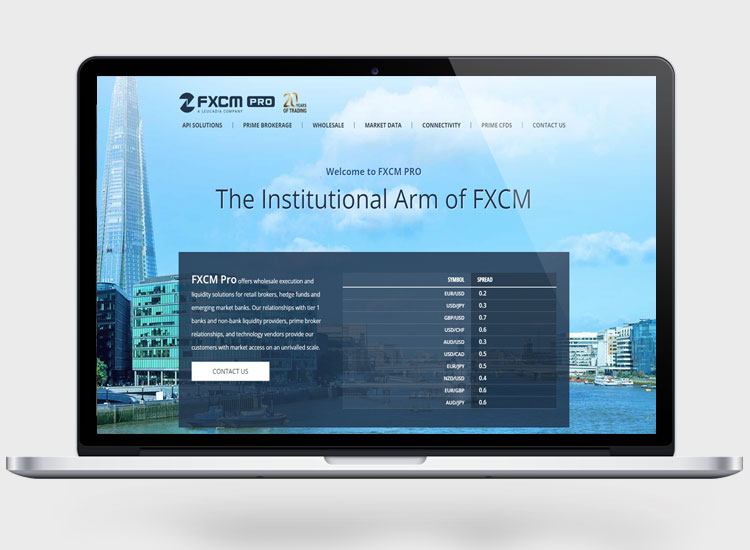 FXCM PRO
20 YEARS
OF TRADING
A LEUCADIA COMPANY
API SOLUTIONS | PRIME BROKERAGE | WHOLESALE | MARKET DATA | CONNECTIVITY | PRIME CFDS | CONTACT US
Welcome to FXCM PRO
The Institutional Arm of FXCM
FXCM Pro offers wholesale execution and
liquidity solutions for retail brokers, hedge funds and
emerging market banks. Our relationships with tier 1
banks and non-bank liquidity providers, prime broker
relationships, and technology vendors provide our
customers with market access on an unrivalled scale.
CONTACT US
SYMBOL SPREAD
EUR/USD 0.2
USD/JPY 0.3
GBP/USD 0.7
USD/CHF 0.6
AUD/USD 0.3
USD/CAD 0.5
EUR/JPY 0.5
NZD/USD 0.4
EUR/GBP 0.6
AUD/JPY 0.6